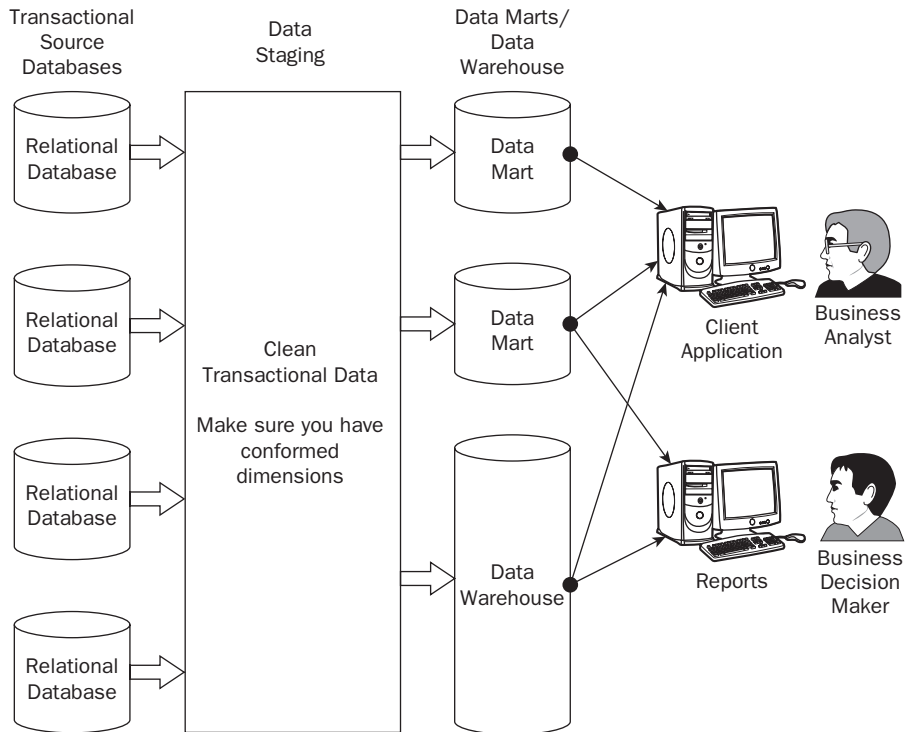 Transactional
Source
Databases
Data
Staging
Data Marts/
Data
Warehouse
Relational
Database
Relational
Database
Relational
Database
Relational
Database
Clean
Transactional Data
Make sure you have
conformed
dimensions
Data
Mart
Data
Mart
Data
Warehouse
Client
Application
Business
Analyst
Reports
Business
Decision
Maker